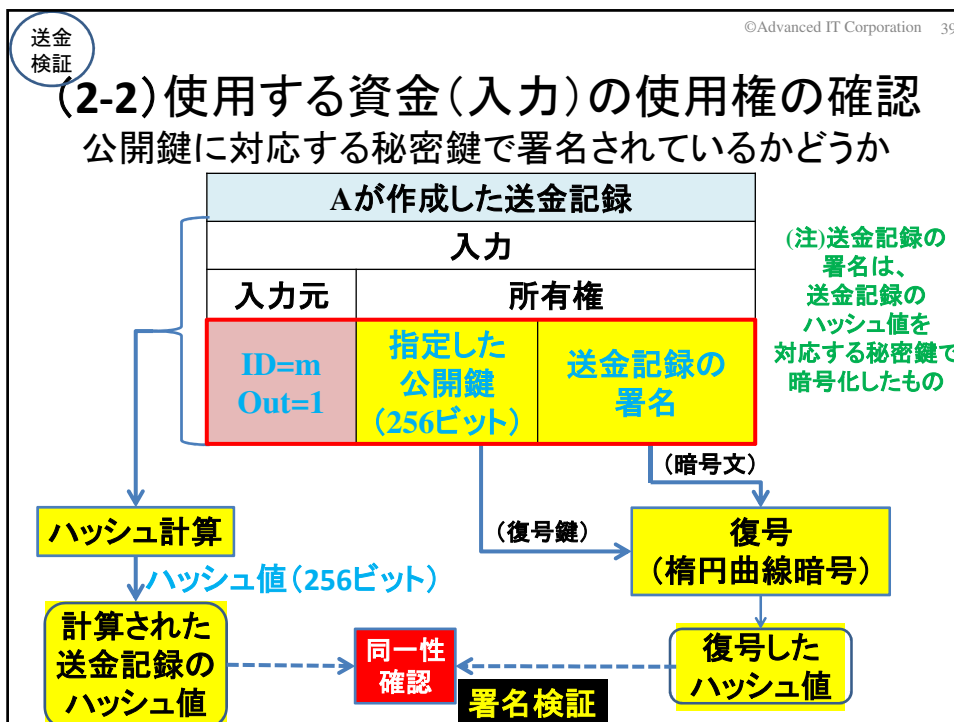 ©Advanced IT Corporation 39
送金
検証
(2-2)使用する資金(入力)の使用権の確認
公開鍵に対応する秘密鍵で署名されているかどうか
Aが作成した送金記録
入力
入力元
所有権
ID=m
Out=1
指定した
公開鍵
(256ビット)
送金記録の
署名
(注)送金記録の
署名は、
送金記録の
ハッシュ値を
対応する秘密鍵で
暗号化したもの
(暗号文)
(復号鍵)
ハッシュ計算
復号
(楕円曲線暗号)
ハッシュ値(256ビット)
計算された
送金記録の
ハッシュ値
同一性
確認
復号した
ハッシュ値
署名検証